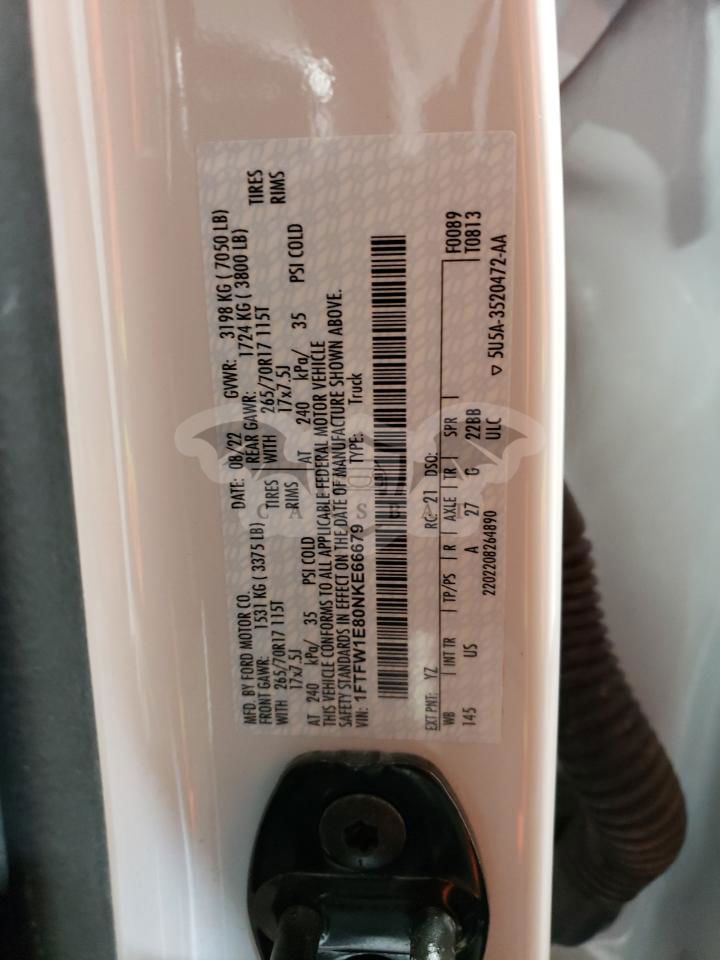 MFD. BY FORD MOTOR CO. DATE: 08/22 GVWR: 3198 KG ( 7050 LB)
FRONT GAWR: 1531 KG ( 3375 LB) REAR GAWR: 1724 KG ( 3800 LB)
WITH 265/70R17 115T TIRES WITH 265/70R17 115T TIRES
17x7.5J RIMS 17x7.5J RIMS
AT 240 kPa/ 35 PSI COLD AT 240 kPa/ 35 PSI COLD
THIS VEHICLE CONFORMS TO ALL APPLICABLE FEDERAL MOTOR VEHICLE
SAFETY STANDARDS IN EFFECT ON THE DATE OF MANUFACTURE SHOWN ABOVE.
VIN: 1FTFW1E80NKE66679 TYPE: Truck
EXT PNT: YZ RC: 21 DSO: F0089
WB INT TR TP/PS R AXLE TR SPR T0813
145 US A 27 G 22BB
ULC
2202208264890 ▽ 5U5A-3520472-AA